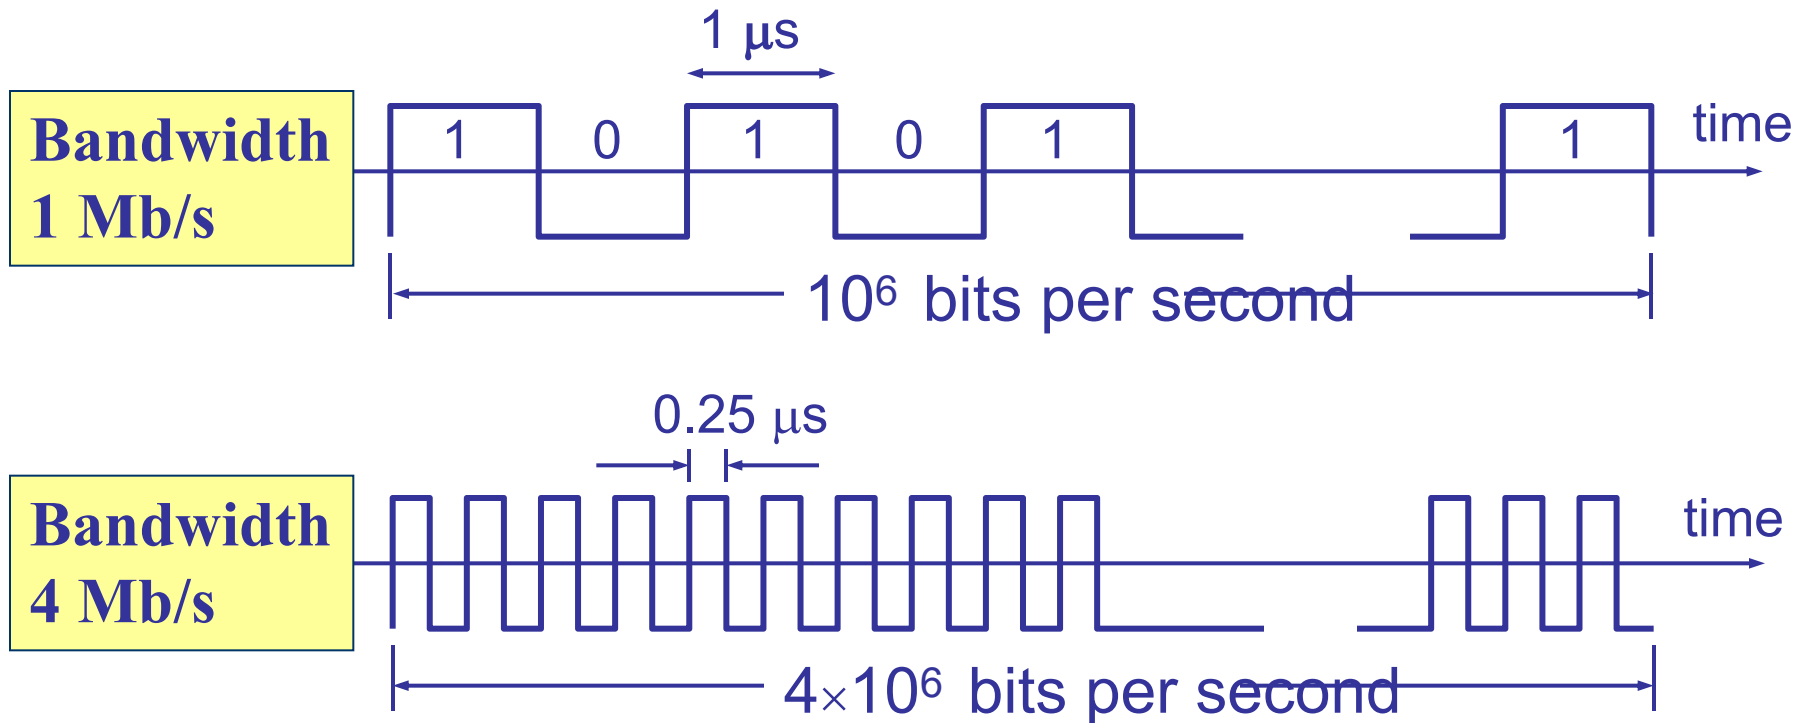 1 μs
Bandwidth
1 Mb/s
1 0 1 0 1 1
time
10⁶ bits per second
0.25 μs
Bandwidth
4 Mb/s
time
4×10⁶ bits per second